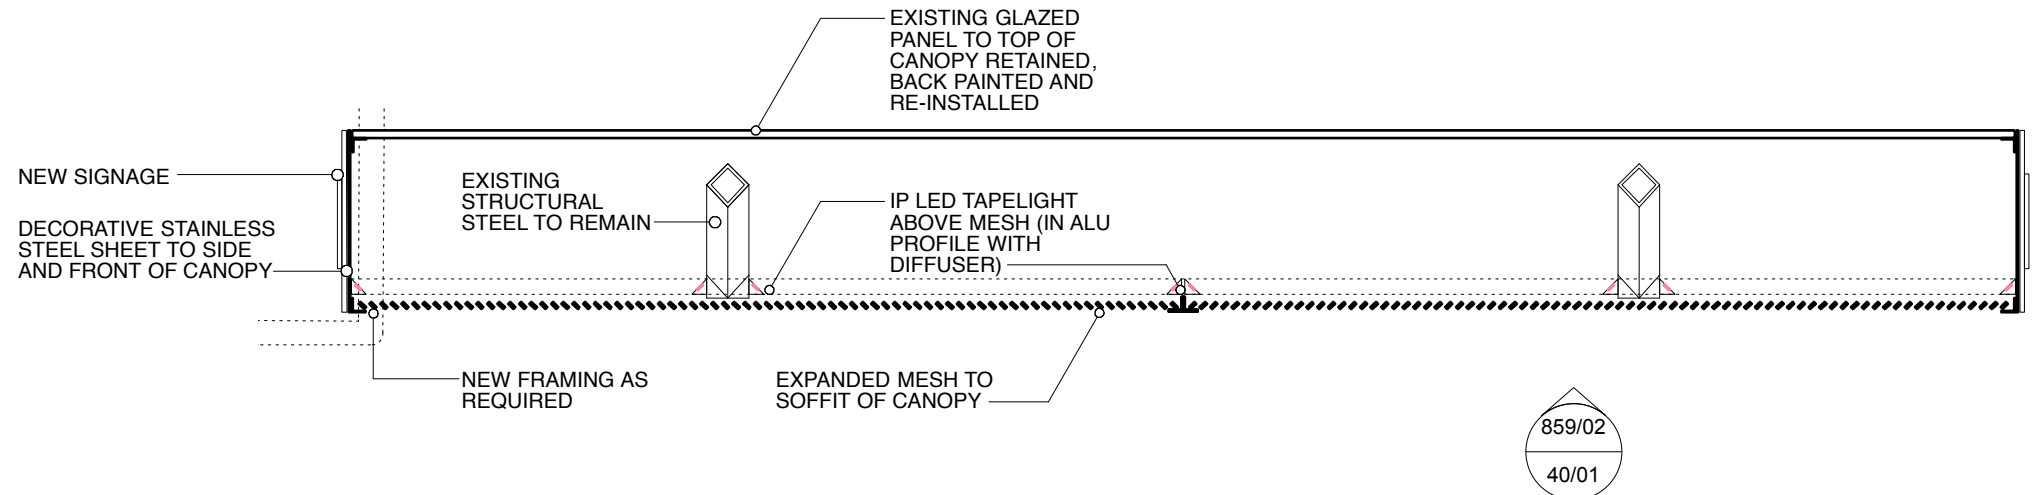 EXISTING GLAZED
PANEL TO TOP OF
CANOPY RETAINED,
BACK PAINTED AND
RE-INSTALLED
NEW SIGNAGE
DECORATIVE STAINLESS
STEEL SHEET TO SIDE
AND FRONT OF CANOPY
EXISTING
STRUCTURAL
STEEL TO REMAIN
IP LED TAPELIGHT
ABOVE MESH (IN ALU
PROFILE WITH
DIFFUSER)
NEW FRAMING AS
REQUIRED
EXPANDED MESH TO
SOFFIT OF CANOPY
859/02
40/01